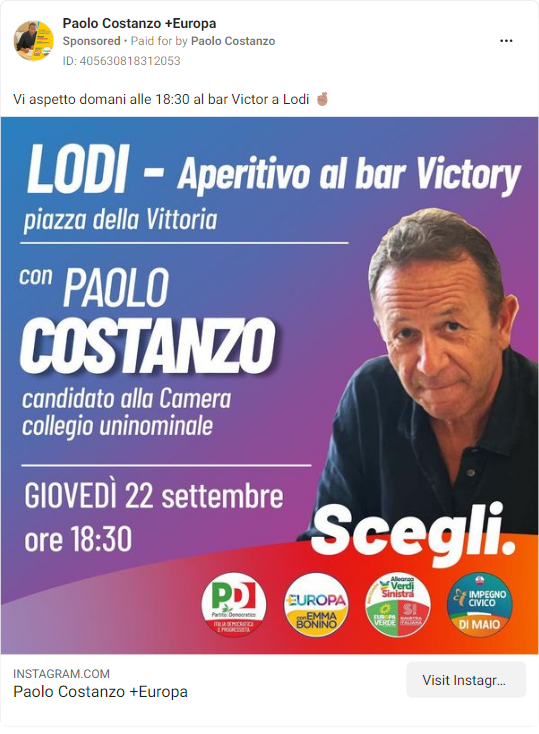 Paolo Costanzo +Europa
Sponsored • Paid for by Paolo Costanzo
ID: 405630818312053
Vi aspetto domani alle 18:30 al bar Victor a Lodi
LODI - Aperitivo al bar Victory
piazza della Vittoria
con PAOLO
COSTANZO
candidato alla Camera
collegio uninominale
GIOVEDÌ 22 settembre
ore 18:30
Scegli.
PD
Partito Democratico
ITALIA DEMOCRATICA
E PROGRESSISTA
+EUROPA
con EMMA
BONINO
Alleanza
Verdi
Sinistra
EUROPA
VERDE
SI
SINISTRA
ITALIANA
IMPEGNO
CIVICO
DI MAIO
INSTAGRAM.COM
Paolo Costanzo +Europa
Visit Instagr...